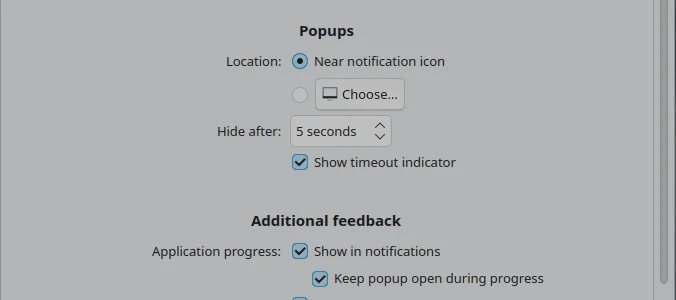 Popups
Location: Near notification icon
Choose...
Hide after: 5 seconds
Show timeout indicator
Additional feedback
Application progress: Show in notifications
Keep popup open during progress